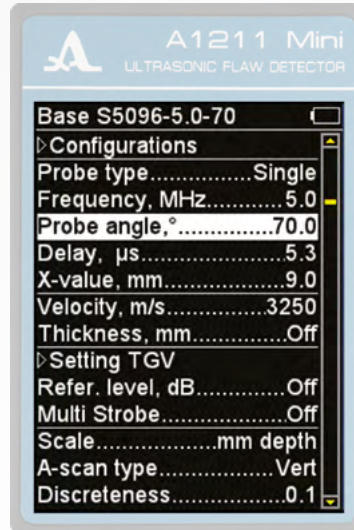 A1211 Mini
ULTRASONIC FLAW DETECTOR
Base S5096-5.0-70
▷Configurations
Probe type................Single
Frequency, MHz............5.0
Probe angle,°................70.0
Delay, µs.......................5.3
X-value, mm..................9.0
Velocity, m/s..............3250
Thickness, mm..............Off
▷Setting TGV
Refer. level, dB..............Off
Multi Strobe...................Off
Scale...................mm depth
A-scan type.................Vert
Discreteness.................0.1